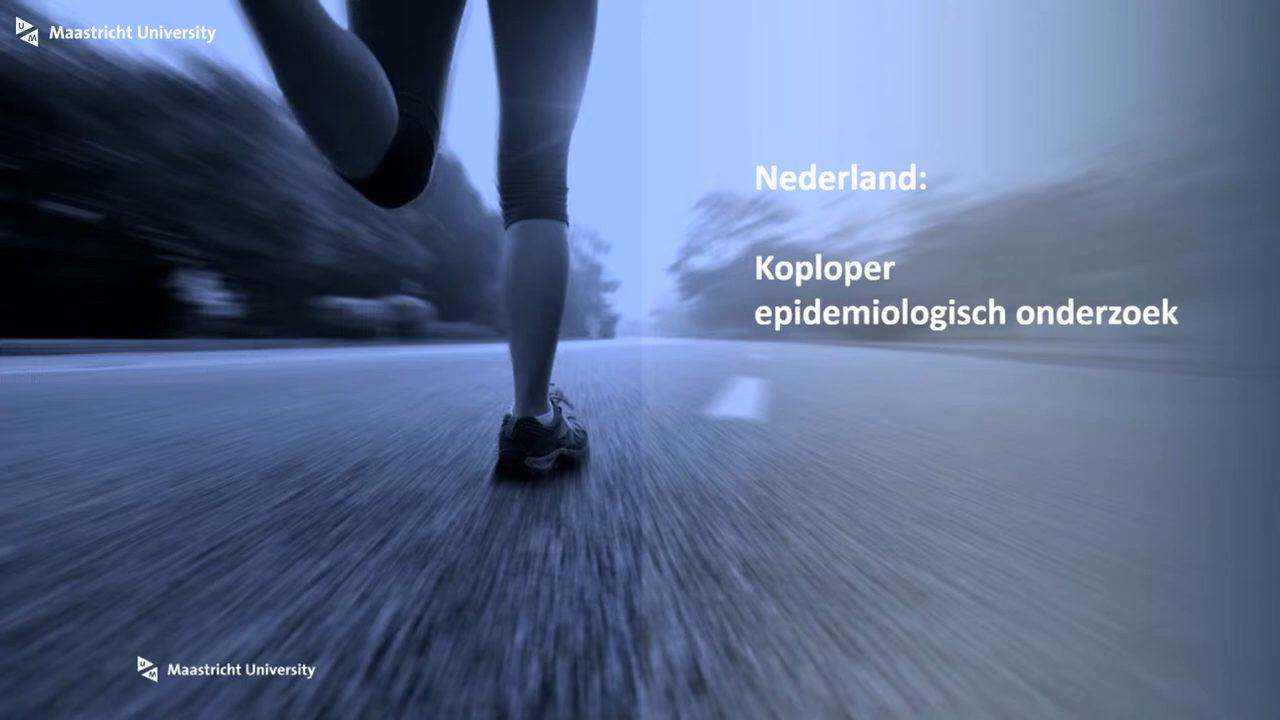 Maastricht University
Nederland:
Koploper
epidemiologisch onderzoek
Maastricht University